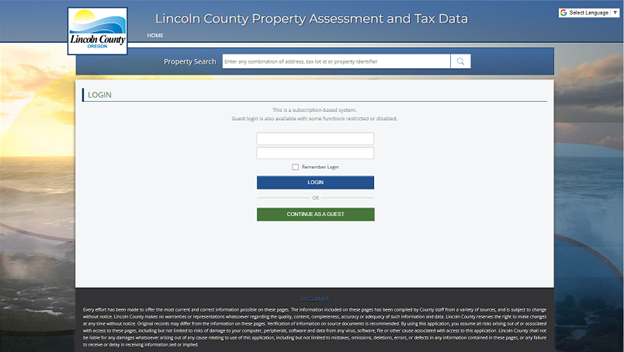 Lincoln County Property Assessment and Tax Data
Select Language ▼
Lincoln County
OREGON
HOME
Property Search
Enter any combination of address, tax lot id or property identifier
LOGIN
This is a subscription-based system.
Guest login is also available with some functions restricted or disabled.
Remember Login
LOGIN
OR
CONTINUE AS A GUEST
DISCLAIMER
Every effort has been made to offer the most current and correct information possible on these pages. The information included on these pages has been compiled by County staff from a variety of sources, and is subject to change
without notice. Lincoln County makes no warranties or representations whatsoever regarding the quality, content, completeness, accuracy or adequacy of such information and data. Lincoln County reserves the right to make changes
at any time without notice. Original records may differ from the information on these pages. Verification of information on source documents is recommended. By using this application, you assume all risks arising out of or associated
with access to these pages, including but not limited to risks of damage to your computer, peripherals, software and data from any virus, software, file or other cause associated with access to this application. Lincoln County shall not
be liable for any damages whatsoever arising out of any cause relating to use of this application, including but not limited to mistakes, omissions, deletions, errors, or defects in any information contained in these pages, or any failure
to receive or delay in receiving information.sed or implied.